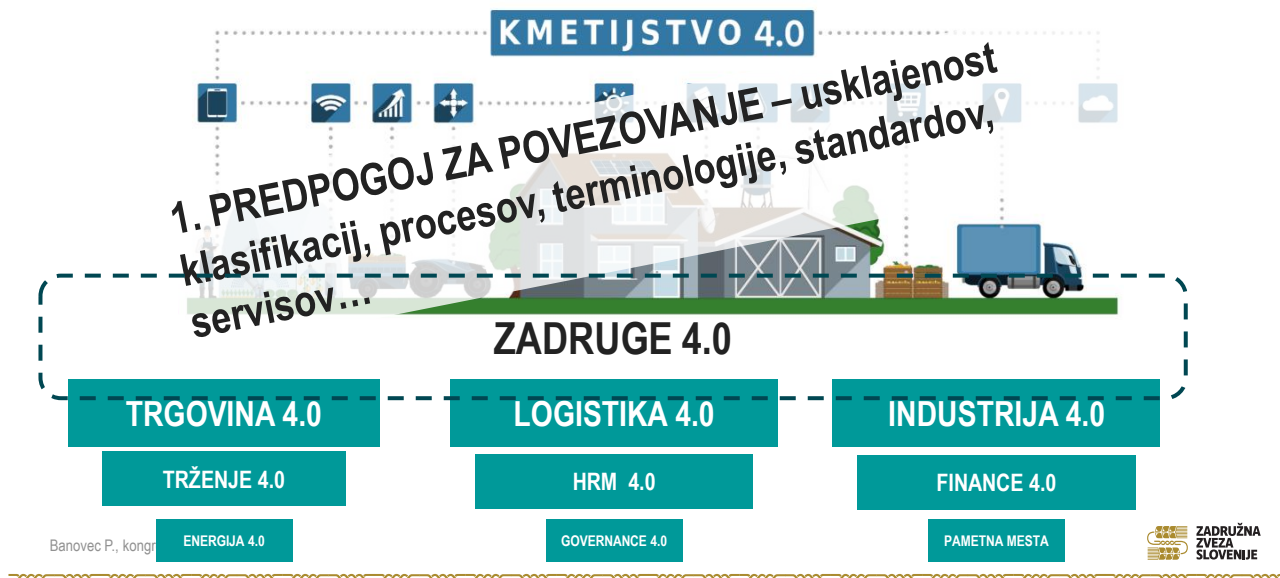 KMETIJSTVO 4.0
1. PREDPOGOJ ZA POVEZOVANJE – usklajenost
klasifikacij, procesov, terminologije, standardov,
servisov...
ZADRUGE 4.0
TRGOVINA 4.0
LOGISTIKA 4.0
INDUSTRIJA 4.0
TRŽENJE 4.0
HRM 4.0
FINANCE 4.0
Banovec P.,
ENERGIJA 4.0
GOVERNANCE 4.0
PAMETNA MESTA
ZADRUŽNA
ZVEZA
SLOVENIJE